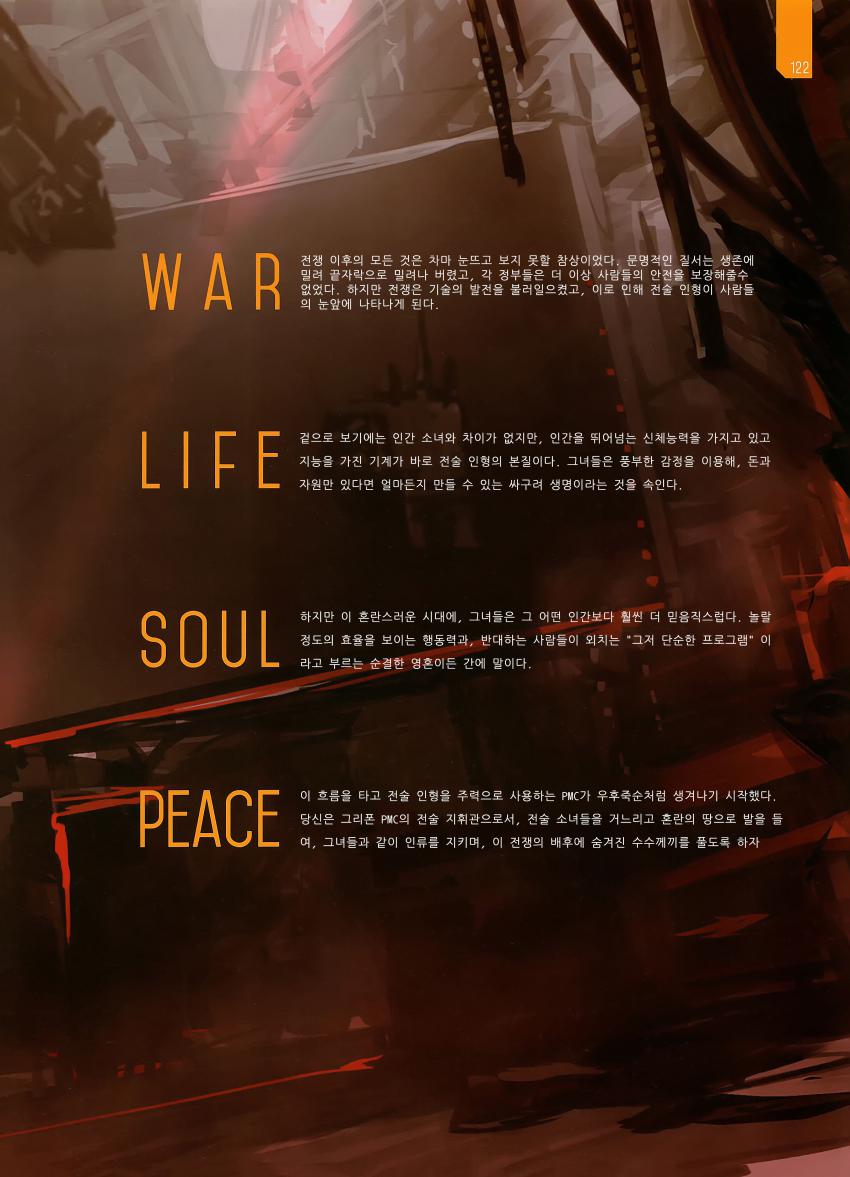 122
WAR
전쟁 이후의 모든 것은 차마 눈뜨고 보지 못할 참상이었다. 문명적인 질서는 생존에
밀려 끝자락으로 밀려나 버렸고, 각 정부들은 더 이상 사람들의 안전을 보장해줄수
없었다. 하지만 전쟁은 기술의 발전을 불러일으켰고, 이로 인해 전술 인형이 사람들
의 눈앞에 나타나게 된다.
LIFE
겉으로 보기에는 인간 소녀와 차이가 없지만, 인간을 뛰어넘는 신체능력을 가지고 있고
지능을 가진 기계가 바로 전술 인형의 본질이다. 그녀들은 풍부한 감정을 이용해, 돈과
자원만 있다면 얼마든지 만들 수 있는 싸구려 생명이라는 것을 속인다.
SOUL
하지만 이 혼란스러운 시대에, 그녀들은 그 어떤 인간보다 훨씬 더 믿음직스럽다. 놀랄
정도의 효율을 보이는 행동력과, 반대하는 사람들이 외치는 "그저 단순한 프로그램" 이
라고 부르는 순결한 영혼이든 간에 말이다.
PEACE
이 흐름을 타고 전술 인형을 주력으로 사용하는 PMC가 우후죽순처럼 생겨나기 시작했다.
당신은 그리폰 PMC의 전술 지휘관으로서, 전술 소녀들을 거느리고 혼란의 땅으로 발을 들
여, 그녀들과 같이 인류를 지키며, 이 전쟁의 배후에 숨겨진 수수께끼를 풀도록 하자